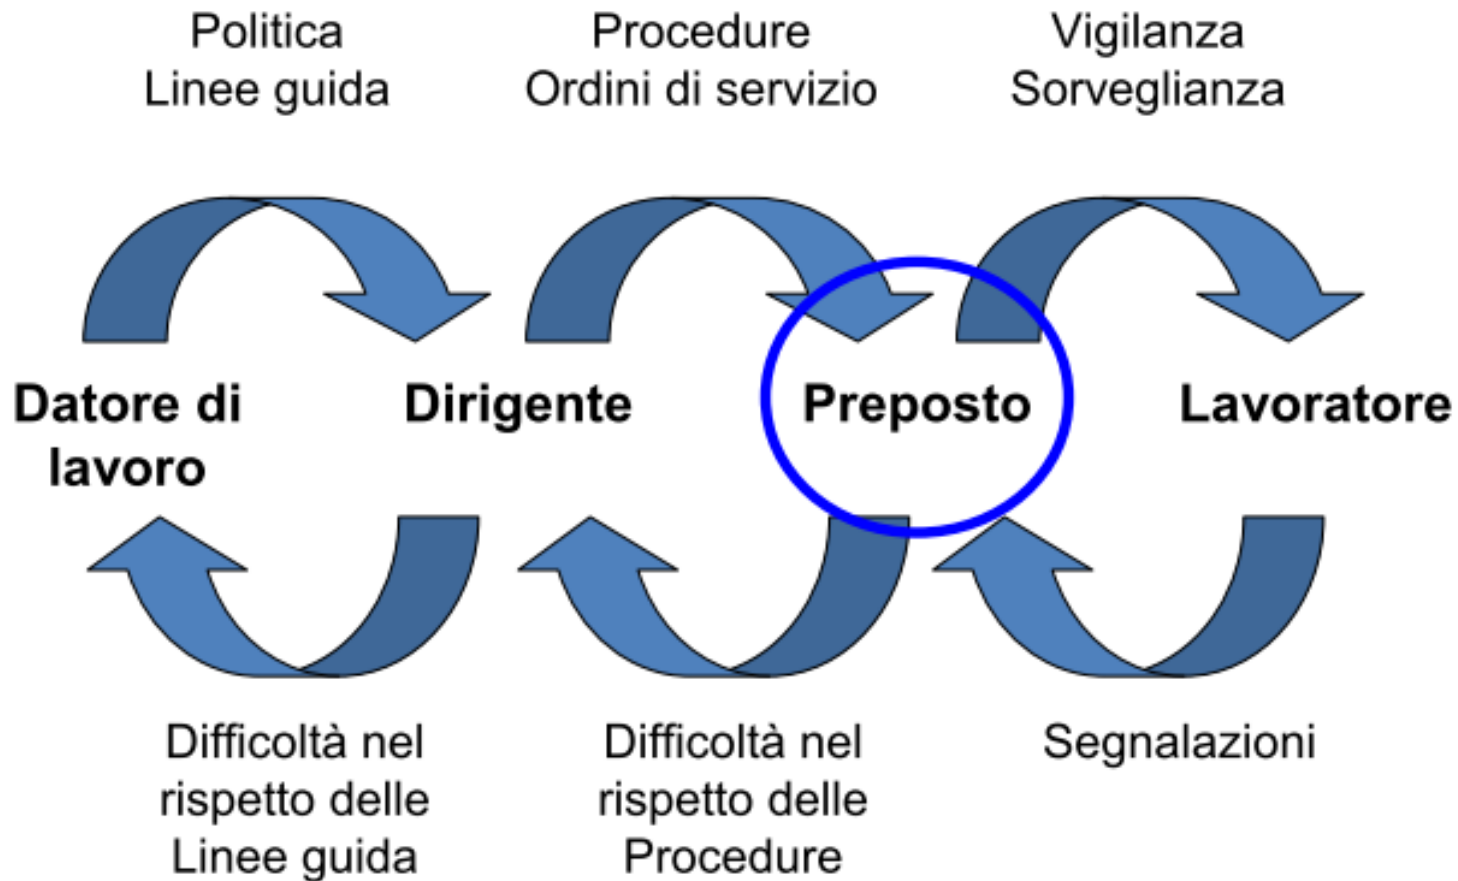 Politica
Linee guida
Procedure
Ordini di servizio
Vigilanza
Sorveglianza
Datore di
lavoro
Dirigente
Preposto
Lavoratore
Difficoltà nel
rispetto delle
Linee guida
Difficoltà nel
rispetto delle
Procedure
Segnalazioni